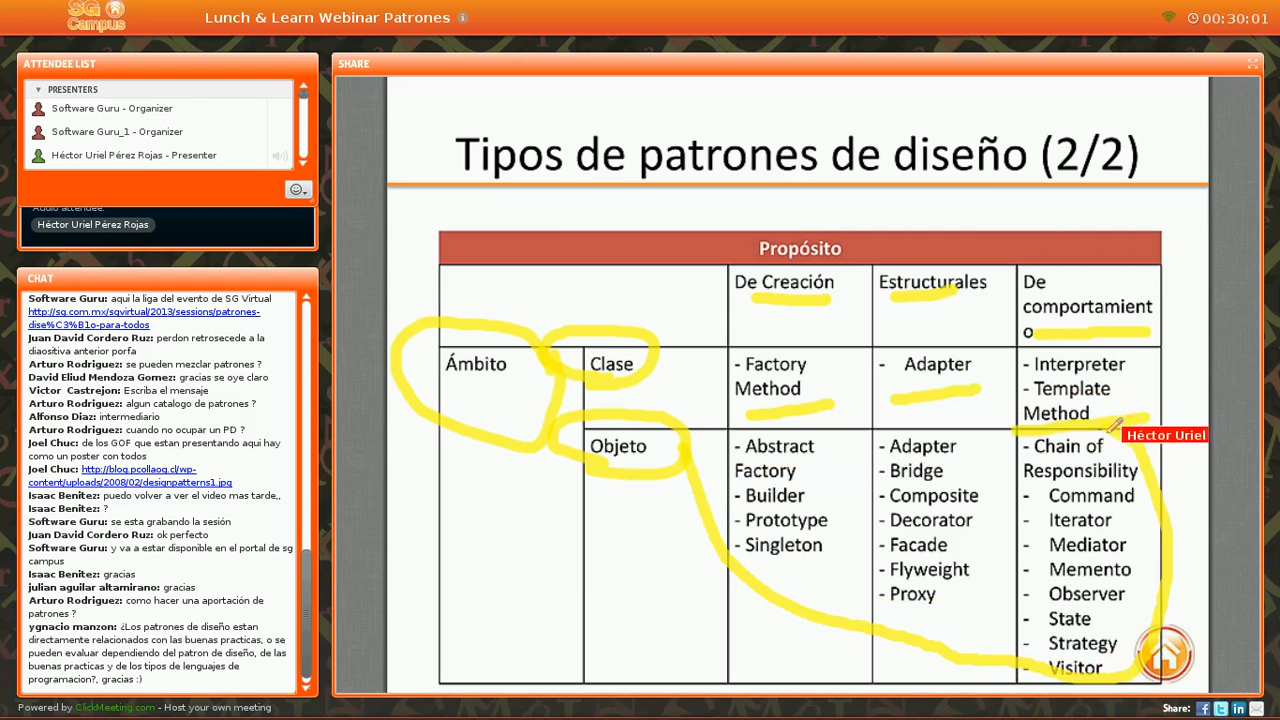 SG
Campus
Lunch & Learn Webinar Patrones
00:30:01
ATTENDEE LIST
PRESENTERS
Software Guru - Organizer
Software Guru_1 - Organizer
Héctor Uriel Pérez Rojas - Presenter
Audio attendee:
Héctor Uriel Pérez Rojas
CHAT
Software Guru: aqui la liga del evento de SG Virtual
http://sg.com.mx/sgvirtual/2013/sessions/patrones-
dise%C3%B1o-para-todos
Juan David Cordero Ruz: perdon retrosecede a la
diaositiva anterior porfa
Arturo Rodriguez: se pueden mezclar patrones ?
David Eliud Mendoza Gomez: gracias se oye claro
Victor Castrejon: Escriba el mensaje
Arturo Rodriguez: algun catalogo de patrones ?
Alfonso Diaz: intermediario
Arturo Rodriguez: cuando no ocupar un PD ?
Joel Chuc: de los GOF que estan presentando aqui hay
como un poster con todos
Joel Chuc: http://blog.pcollaog.cl/wp-
content/uploads/2008/02/designpatterns1.jpg
Isaac Benitez: puedo volver a ver el video mas tarde,,
Isaac Benitez: ?
Software Guru: se esta grabando la sesión
Juan David Cordero Ruz: ok perfecto
Software Guru: y va a estar disponible en el portal de sg
campus
Isaac Benitez: gracias
julian aguilar altamirano: gracias
Arturo Rodriguez: como hacer una aportación de
patrones ?
ygnacio manzon: ¿Los patrones de diseño estan
directamente relacionados con las buenas practicas, o se
pueden evaluar dependiendo del patron de diseño, de las
buenas practicas y de los tipos de lenguajes de
programacion?, gracias :)
SHARE
Tipos de patrones de diseño (2/2)
Propósito
De Creación
Estructurales
De
comportamient
o
Ámbito
Clase
- Factory
Method
- Adapter
- Interpreter
- Template
Method
Héctor Uriel
Objeto
- Abstract
Factory
- Builder
- Prototype
- Singleton
- Adapter
- Bridge
- Composite
- Decorator
- Facade
- Flyweight
- Proxy
- Chain of
Responsibility
- Command
- Iterator
- Mediator
- Memento
- Observer
- State
- Strategy
- Visitor
Powered by ClickMeeting.com - Host your own meeting
Share: